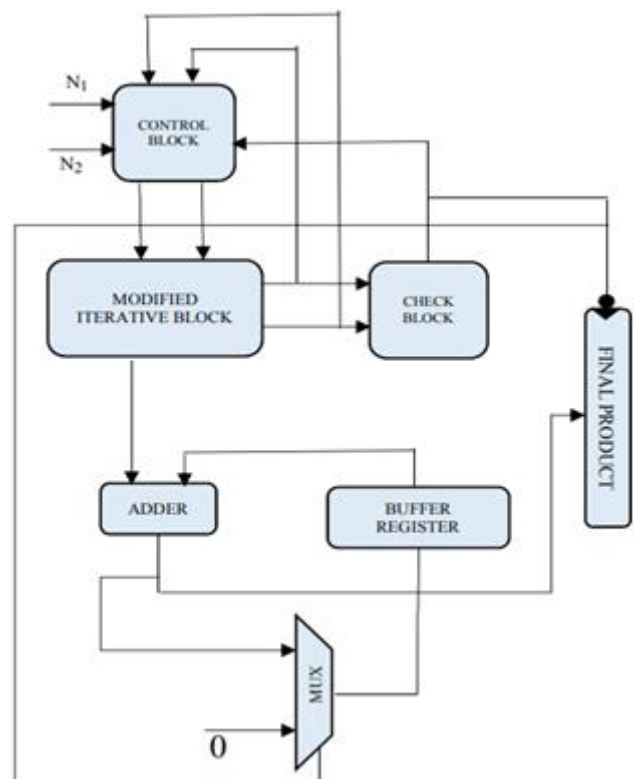 N1
CONTROL
BLOCK
N2
MODIFIED
ITERATIVE BLOCK
CHECK
BLOCK
FINAL PRODUCT
ADDER
BUFFER
REGISTER
MUX
0